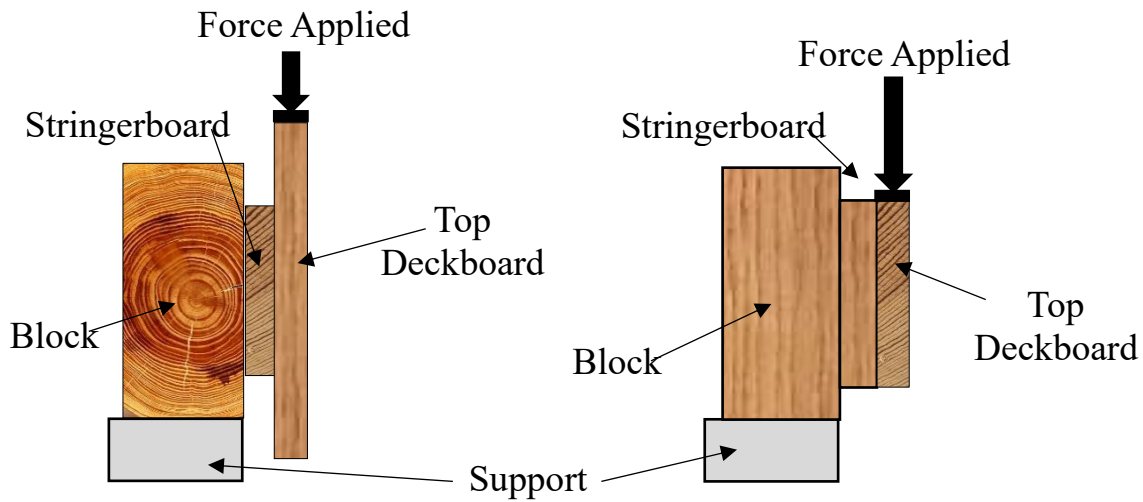 Force Applied
Stringerboard
Top
Deckboard
Block
Force Applied
Stringerboard
Block
Top
Deckboard
Support